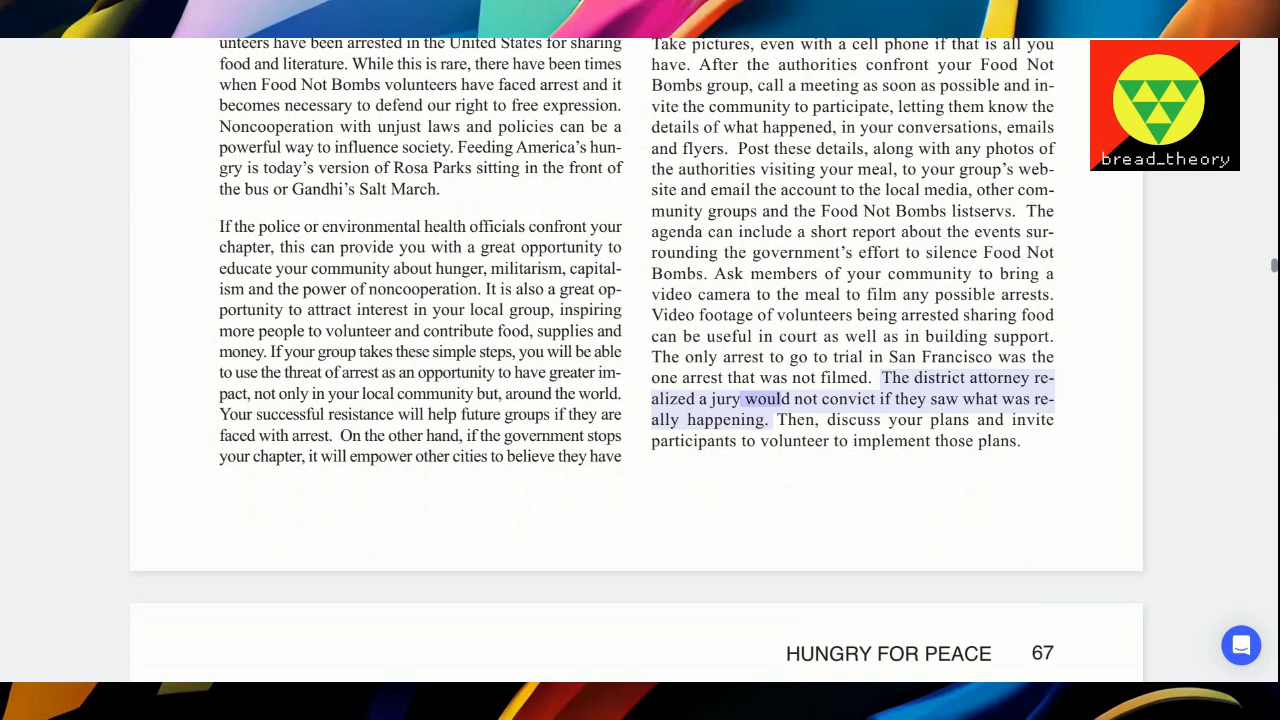 unteers have been arrested in the United States for sharing
food and literature. While this is rare, there have been times
when Food Not Bombs volunteers have faced arrest and it
becomes necessary to defend our right to free expression.
Noncooperation with unjust laws and policies can be a
powerful way to influence society. Feeding America's hun-
gry is today's version of Rosa Parks sitting in the front of
the bus or Gandhi's Salt March.
If the police or environmental health officials confront your
chapter, this can provide you with a great opportunity to
educate your community about hunger, militarism, capital-
ism and the power of noncooperation. It is also a great op-
portunity to attract interest in your local group, inspiring
more people to volunteer and contribute food, supplies and
money. If your group takes these simple steps, you will be able
to use the threat of arrest as an opportunity to have greater im-
pact, not only in your local community but, around the world.
Your successful resistance will help future groups if they are
faced with arrest.  On the other hand, if the government stops
your chapter, it will empower other cities to believe they have
Take pictures, even with a cell phone if that is all you
have. After the authorities confront your Food Not
Bombs group, call a meeting as soon as possible and in-
vite the community to participate, letting them know the
details of what happened, in your conversations, emails
and flyers.  Post these details, along with any photos of
the authorities visiting your meal, to your group's web-
site and email the account to the local media, other com-
munity groups and the Food Not Bombs listservs.  The
agenda can include a short report about the events sur-
rounding the government's effort to silence Food Not
Bombs. Ask members of your community to bring a
video camera to the meal to film any possible arrests.
Video footage of volunteers being arrested sharing food
can be useful in court as well as in building support.
The only arrest to go to trial in San Francisco was the
one arrest that was not filmed.  The district attorney re-
alized a jury would not convict if they saw what was re-
ally happening.  Then, discuss your plans and invite
participants to volunteer to implement those plans.
bread_theory
HUNGRY FOR PEACE 67